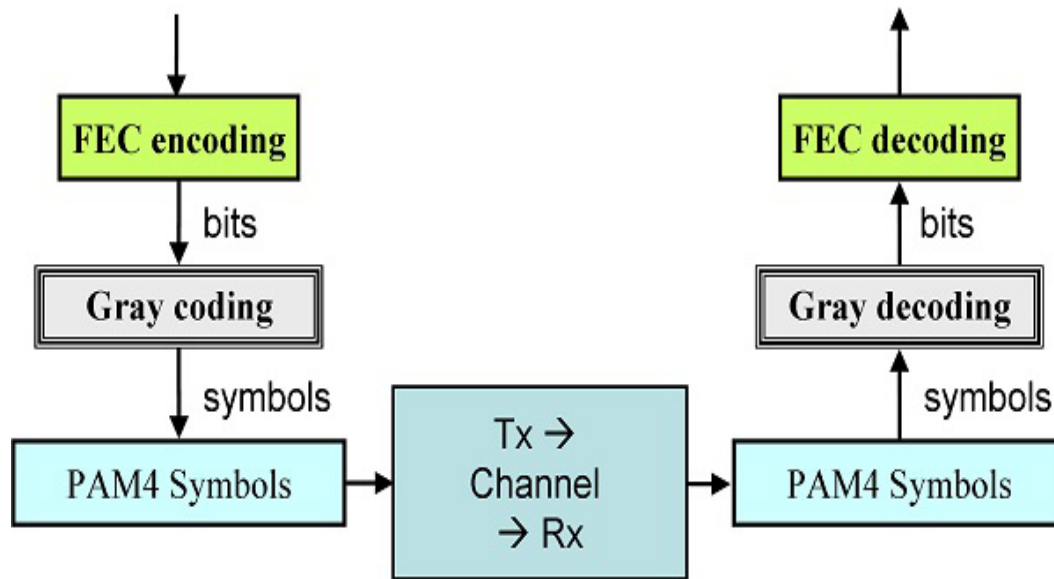 FEC encoding
bits
Gray coding
symbols
PAM4 Symbols
Tx →
Channel
→ Rx
FEC decoding
bits
Gray decoding
symbols
PAM4 Symbols